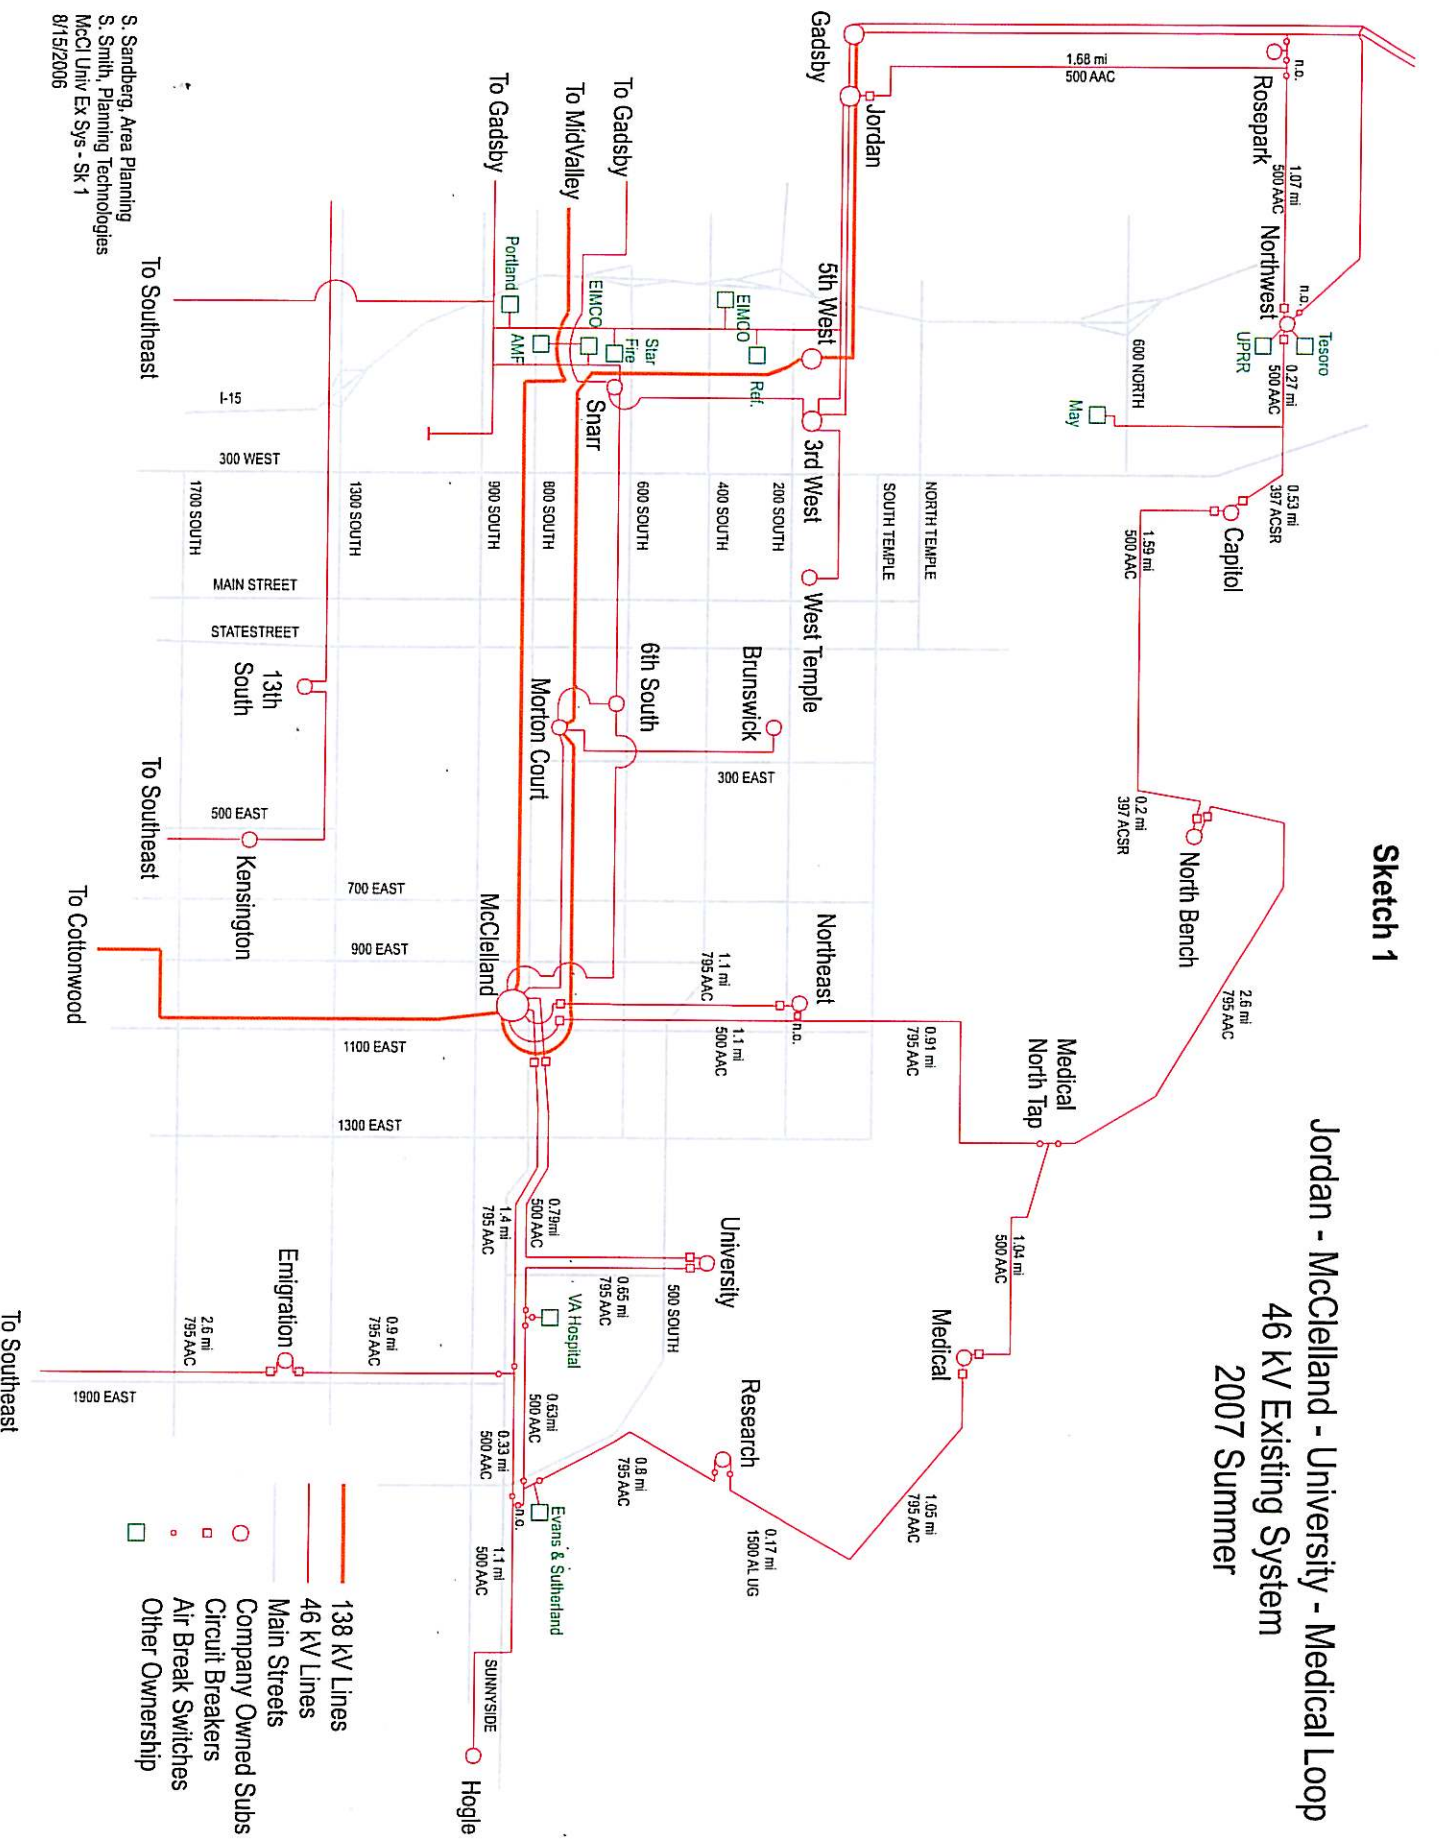 Sketch 1
Jordan - McClelland - University - Medical Loop
46 kV Existing System
2007 Summer
Gadsby
Jordan
1.68 mi
500 AAC
n.o.
Rosepark
1.07 mi
500 AAC
Northwest
n.o.
Tesoro
UPRR
0.27 mi
500 AAC
May
600 NORTH
0.53 mi
397 ACSR
Capitol
1.59 mi
500 AAC
0.2 mi
397 ACSR
North Bench
2.6 mi
795 AAC
Medical
North Tap
0.91 mi
795 AAC
1.04 mi
500 AAC
Medical
1.05 mi
795 AAC
0.17 mi
1500 AL UG
Research
0.8 mi
795 AAC
To Gadsby
To MidValley
To Gadsby
5th West
EIMCO
Ref.
EIMCO
Star
Fire
Portland
AMF
Snarr
3rd West
West Temple
I-15
300 WEST
1700 SOUTH
1300 SOUTH
900 SOUTH
800 SOUTH
600 SOUTH
400 SOUTH
200 SOUTH
SOUTH TEMPLE
NORTH TEMPLE
MAIN STREET
STATESTREET
To Southeast
13th
South
6th South
Brunswick
Morton Court
300 EAST
500 EAST
To Southeast
Kensington
700 EAST
900 EAST
McClelland
To Cottonwood
1100 EAST
1300 EAST
Northeast
n.o.
1.1 mi
795 AAC
1.1 mi
500 AAC
University
0.79mi
500 AAC
1.4 mi
795 AAC
0.65 mi
795 AAC
500 SOUTH
VA Hospital
0.63mi
500 AAC
0.33 mi
500 AAC
n.o.
Evans & Sutherland
1.1 mi
500 AAC
SUNNYSIDE
Hogle
Emigration
0.9 mi
795 AAC
2.6 mi
795 AAC
1900 EAST
To Southeast
138 kV Lines
46 kV Lines
Main Streets
Company Owned Subs
Circuit Breakers
Air Break Switches
Other Ownership
S. Sandberg, Area Planning
S. Smith, Planning Technologies
McCl Univ Ex Sys - Sk 1
8/15/2006